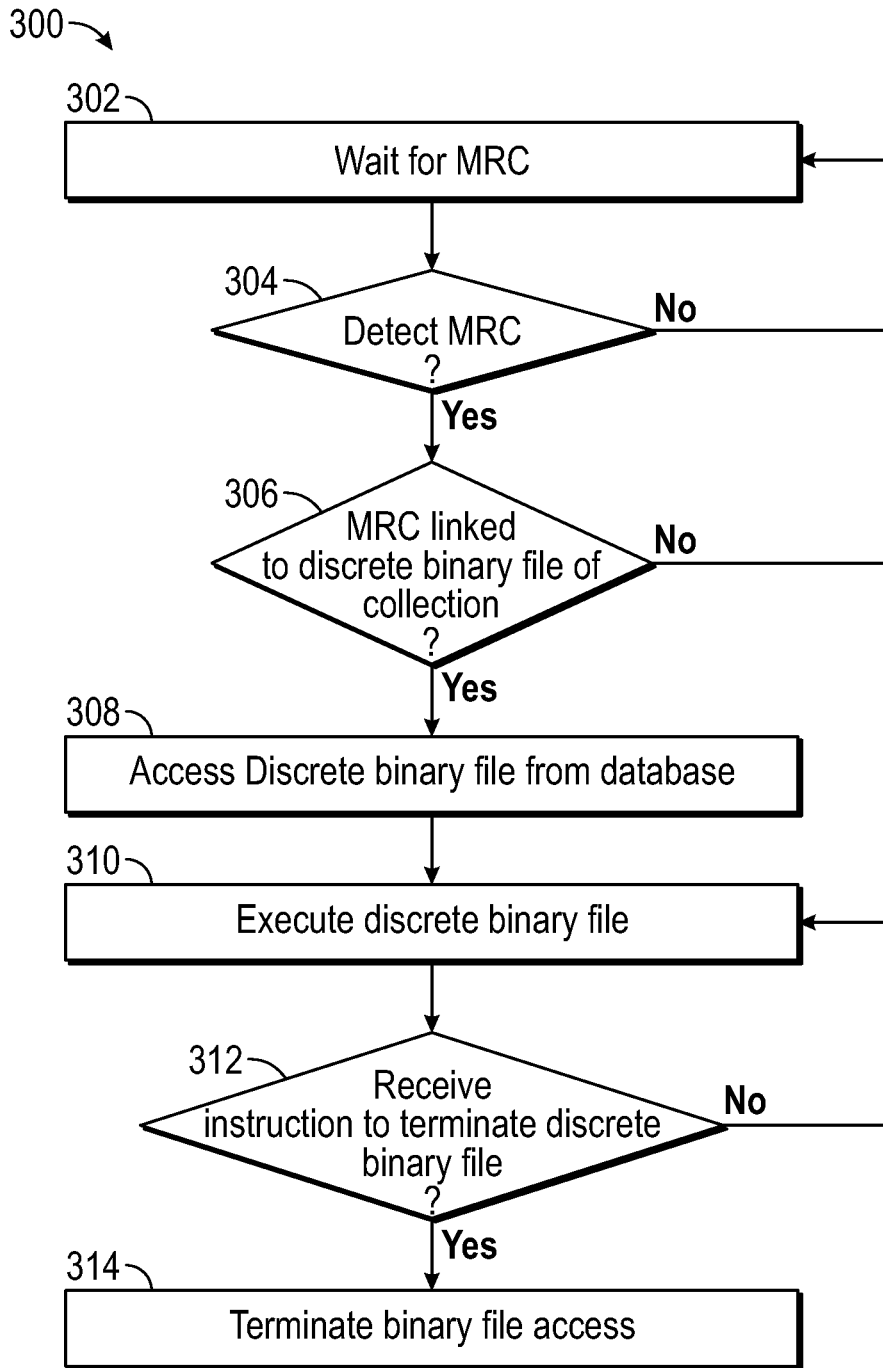 300
302
Wait for MRC
304
Detect MRC
?
No
Yes
306
MRC linked
to discrete binary file of
collection
?
No
Yes
308
Access Discrete binary file from database
310
Execute discrete binary file
312
Receive
instruction to terminate discrete
binary file
?
No
Yes
314
Terminate binary file access